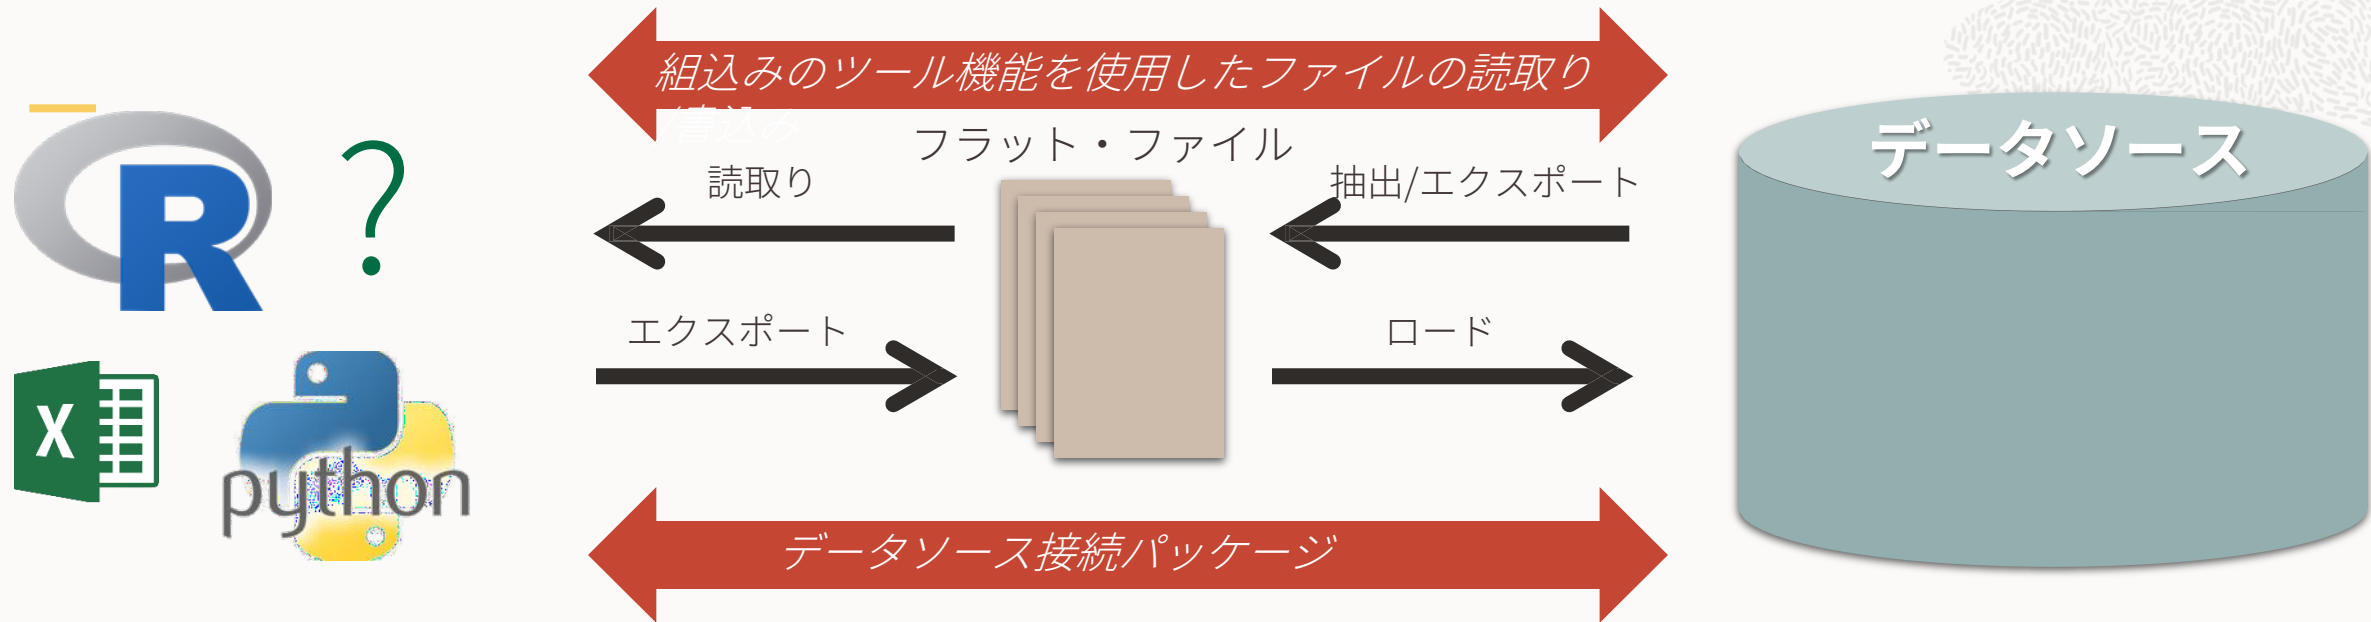 組込みのツール機能を使用したファイルの読取り
/書込み
フラット・ファイル
データソース
読取り
抽出/エクスポート
R
?
エクスポート
ロード
X
python
データソース接続パッケージ